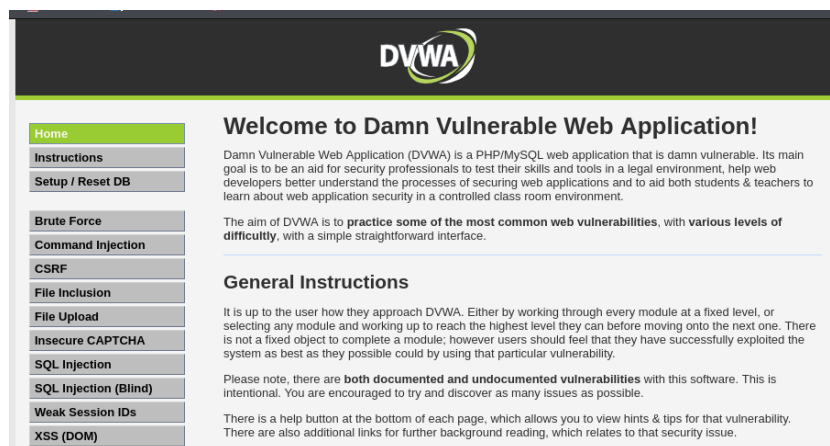 DVWA
Home
Instructions
Setup / Reset DB
Brute Force
Command Injection
CSRF
File Inclusion
File Upload
Insecure CAPTCHA
SQL Injection
SQL Injection (Blind)
Weak Session IDs
XSS (DOM)
Welcome to Damn Vulnerable Web Application!
Damn Vulnerable Web Application (DVWA) is a PHP/MySQL web application that is damn vulnerable. Its main
goal is to be an aid for security professionals to test their skills and tools in a legal environment, help web
developers better understand the processes of securing web applications and to aid both students & teachers to
learn about web application security in a controlled class room environment.
The aim of DVWA is to practice some of the most common web vulnerabilities, with various levels of
difficultly, with a simple straightforward interface.
General Instructions
It is up to the user how they approach DVWA. Either by working through every module at a fixed level, or
selecting any module and working up to reach the highest level they can before moving onto the next one. There
is not a fixed object to complete a module; however users should feel that they have successfully exploited the
system as best as they possible could by using that particular vulnerability.
Please note, there are both documented and undocumented vulnerabilities with this software. This is
intentional. You are encouraged to try and discover as many issues as possible.
There is a help button at the bottom of each page, which allows you to view hints & tips for that vulnerability.
There are also additional links for further background reading, which relates to that security issue.